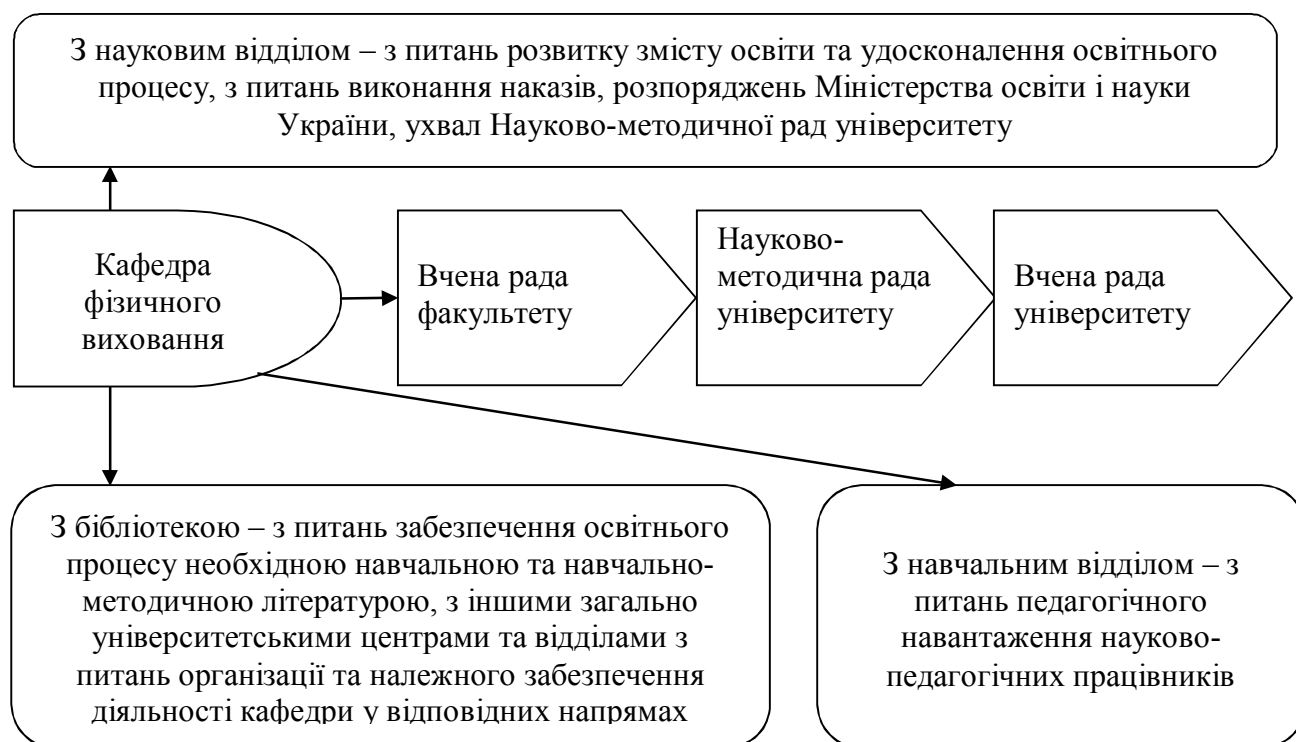 З науковим відділом – з питань розвитку змісту освіти та удосконалення освітнього
процесу, з питань виконання наказів, розпоряджень Міністерства освіти і науки
України, ухвал Науково-методичної рад університету
Кафедра
фізичного
виховання
Вчена рада
факультету
Науково-
методична рада
університету
Вчена рада
університету
З бібліотекою – з питань забезпечення освітнього
процесу необхідною навчальною та навчально-
методичною літературою, з іншими загально
університетськими центрами та відділами з
питань організації та належного забезпечення
діяльності кафедри у відповідних напрямах
З навчальним відділом – з
питань педагогічного
навантаження науково-
педагогічних працівників